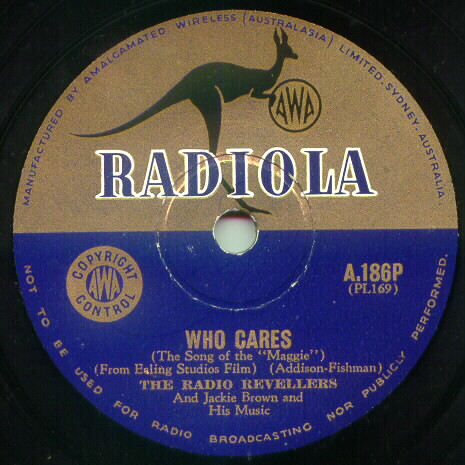 MANUFACTURED BY AMALGAMATED WIRELESS (AUSTRALASIA) LIMITED·SYDNEY·AUSTRALIA.
AWA
RADIOLA
COPYRIGHT
AWA
CONTROL
A.186P
(PL169)
WHO CARES
(The Song of the "Maggie")
(From Ealing Studios Film) (Addison-Fishman)
THE RADIO REVELLERS
And Jackie Brown and
His Music
NOT TO BE USED FOR RADIO BROADCASTING NOR PUBLICLY PERFORMED.